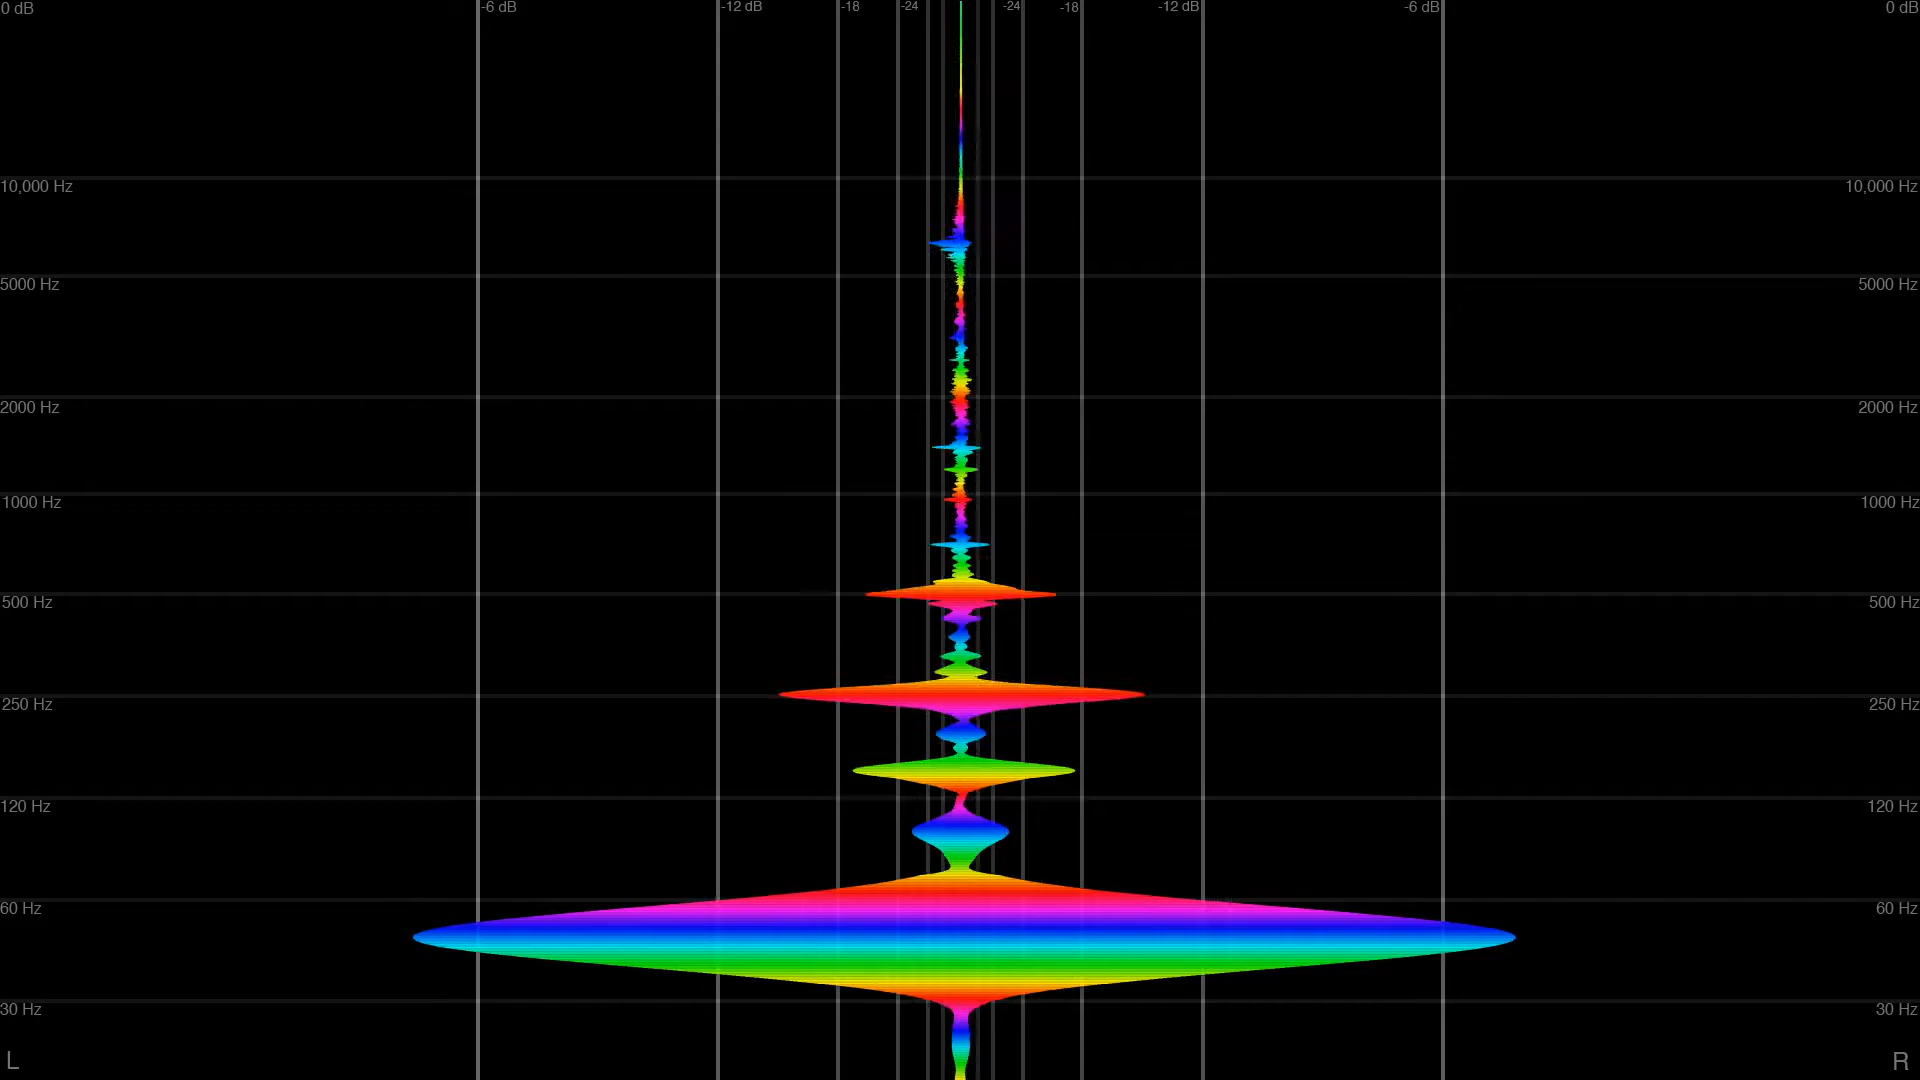 0 dB -6 dB -12 dB -18 -24 -24 -18 -12 dB -6 dB 0 dB
10,000 Hz 10,000 Hz
5000 Hz 5000 Hz
2000 Hz 2000 Hz
1000 Hz 1000 Hz
500 Hz 500 Hz
250 Hz 250 Hz
120 Hz 120 Hz
60 Hz 60 Hz
30 Hz 30 Hz
L R